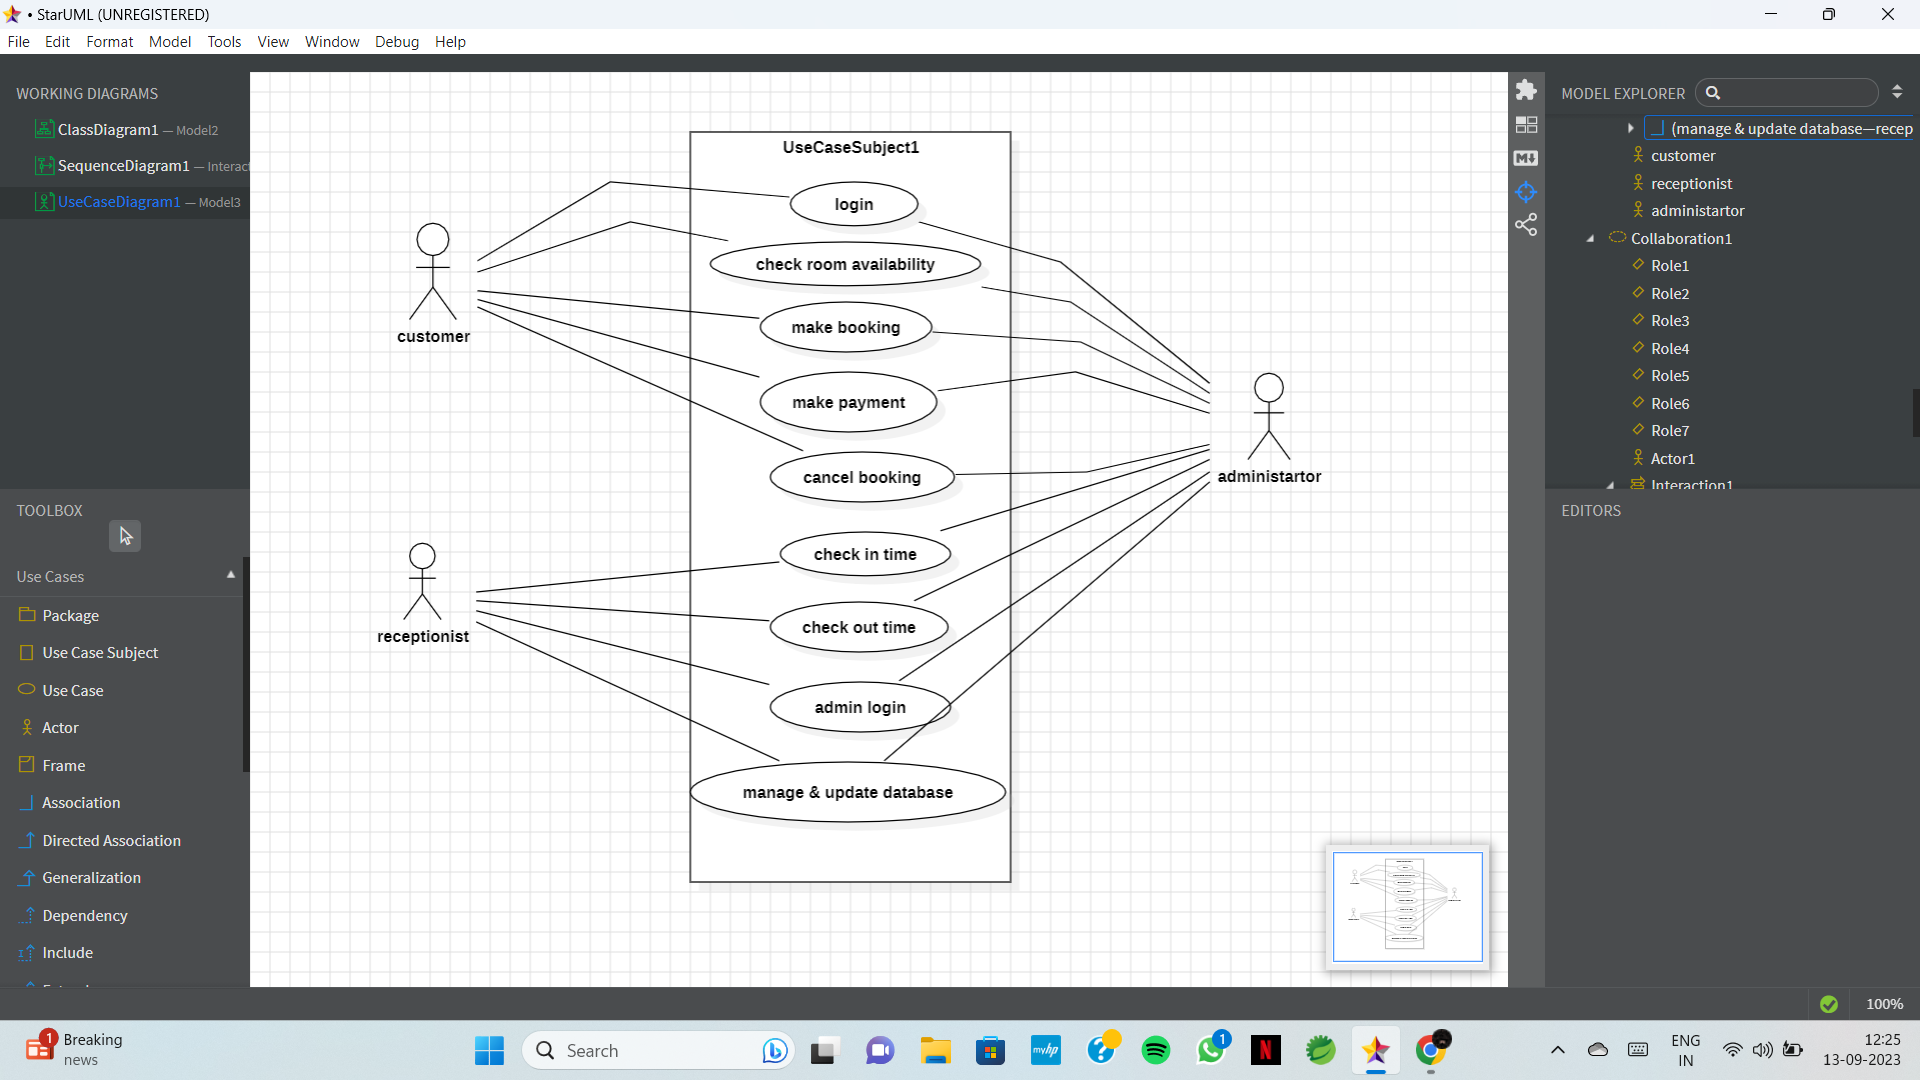 • StarUML (UNREGISTERED)
File Edit Format Model Tools View Window Debug Help
WORKING DIAGRAMS
ClassDiagram1 — Model2
SequenceDiagram1 — Interact
UseCaseDiagram1 — Model3
TOOLBOX
Use Cases
Package
Use Case Subject
Use Case
Actor
Frame
Association
Directed Association
Generalization
Dependency
Include
UseCaseSubject1
login
check room availability
make booking
make payment
cancel booking
check in time
check out time
admin login
manage & update database
customer
receptionist
administartor
MODEL EXPLORER
(manage & update database—recep
customer
receptionist
administartor
Collaboration1
Role1
Role2
Role3
Role4
Role5
Role6
Role7
Actor1
Interaction1
EDITORS
100%
1
Breaking
news
Search
myhp
1
N
ENG
IN
12:25
13-09-2023